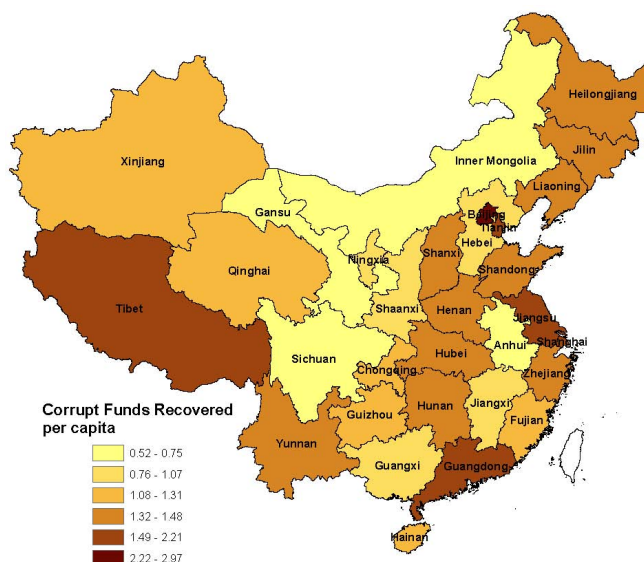 Heilongjiang
Jilin
Xinjiang
Inner Mongolia
Liaoning
Gansu
Beijing
Tianjin
Hebei
Ningxia
Shanxi
Qinghai
Shandong
Tibet
Shaanxi
Henan
Jiangsu
Anhui
Shanghai
Sichuan
Hubei
Chongqing
Zhejiang
Hunan
Jiangxi
Corrupt Funds Recovered
per capita
Guizhou
Fujian
Yunnan
0.52 - 0.75
Guangxi
Guangdong
0.76 - 1.07
1.08 - 1.31
1.32 - 1.48
1.49 - 2.21
Hainan
2.22 - 2.97